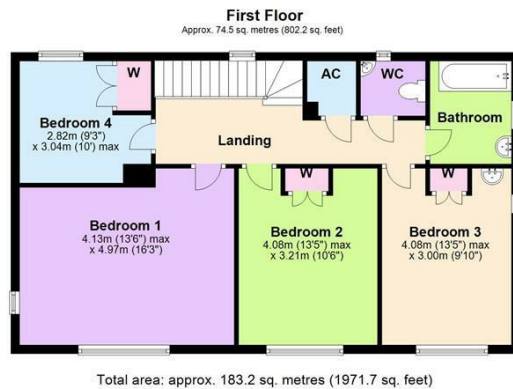 First Floor
Approx. 74.5 sq. metres (802.2 sq. feet)
W
AC
WC
Bedroom 4
2.82m (9'3")
x 3.04m (10') max
Bathroom
Landing
W
W
Bedroom 1
4.13m (13'6") max
x 4.97m (16'3")
Bedroom 2
4.08m (13'5") max
x 3.21m (10'6")
Bedroom 3
4.08m (13'5") max
x 3.00m (9'10")
Total area: approx. 183.2 sq. metres (1971.7 sq. feet)